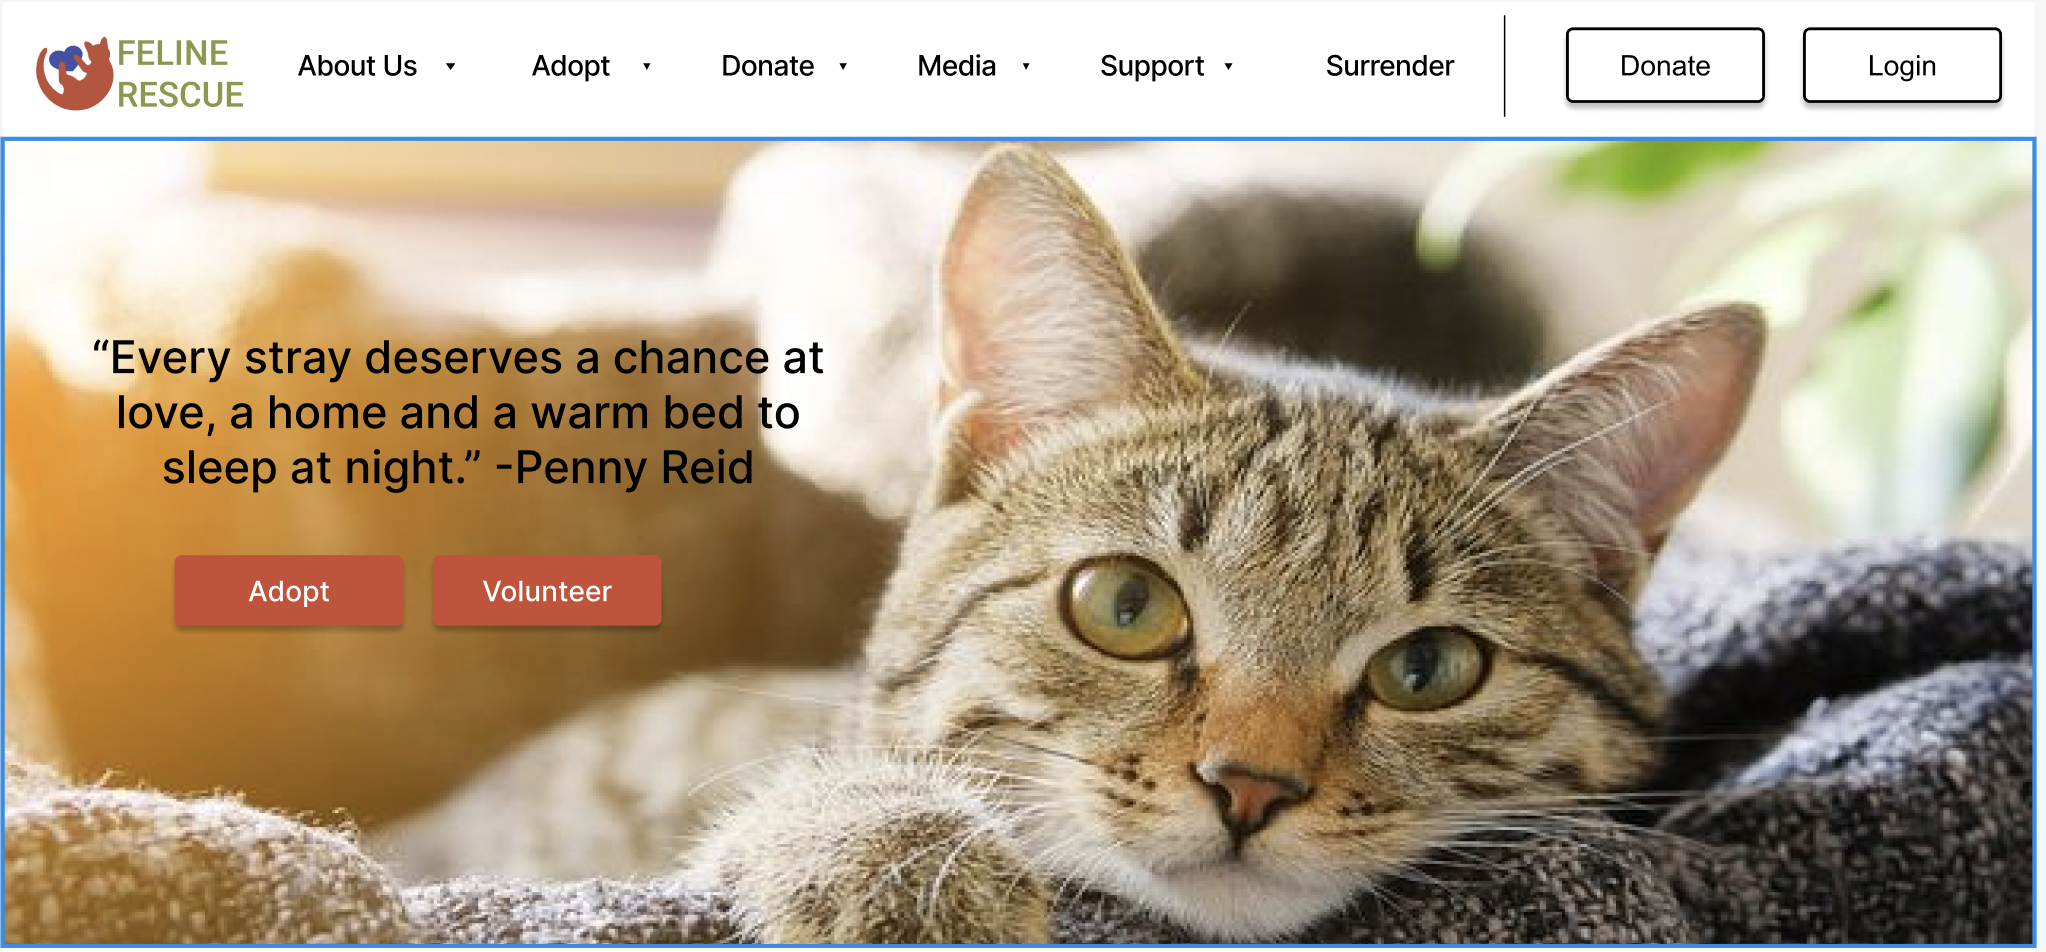 FELINE
RESCUE
About Us
Adopt
Donate
Media
Support
Surrender
Donate
Login
“Every stray deserves a chance at
love, a home and a warm bed to
sleep at night.” -Penny Reid
Adopt
Volunteer